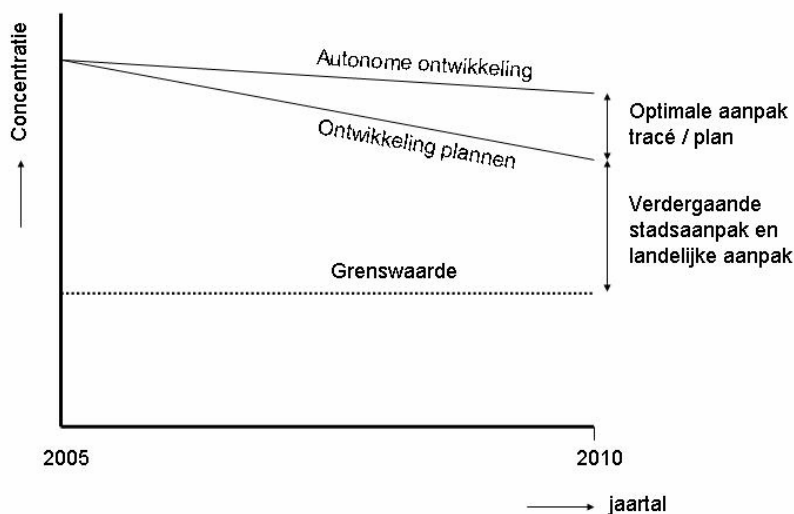 Concentratie
Autonome ontwikkeling
Ontwikkeling plannen
Optimale aanpak
tracé / plan
Verdergaande
stadsaanpak en
landelijke aanpak
Grenswaarde
2005
2010
jaartal